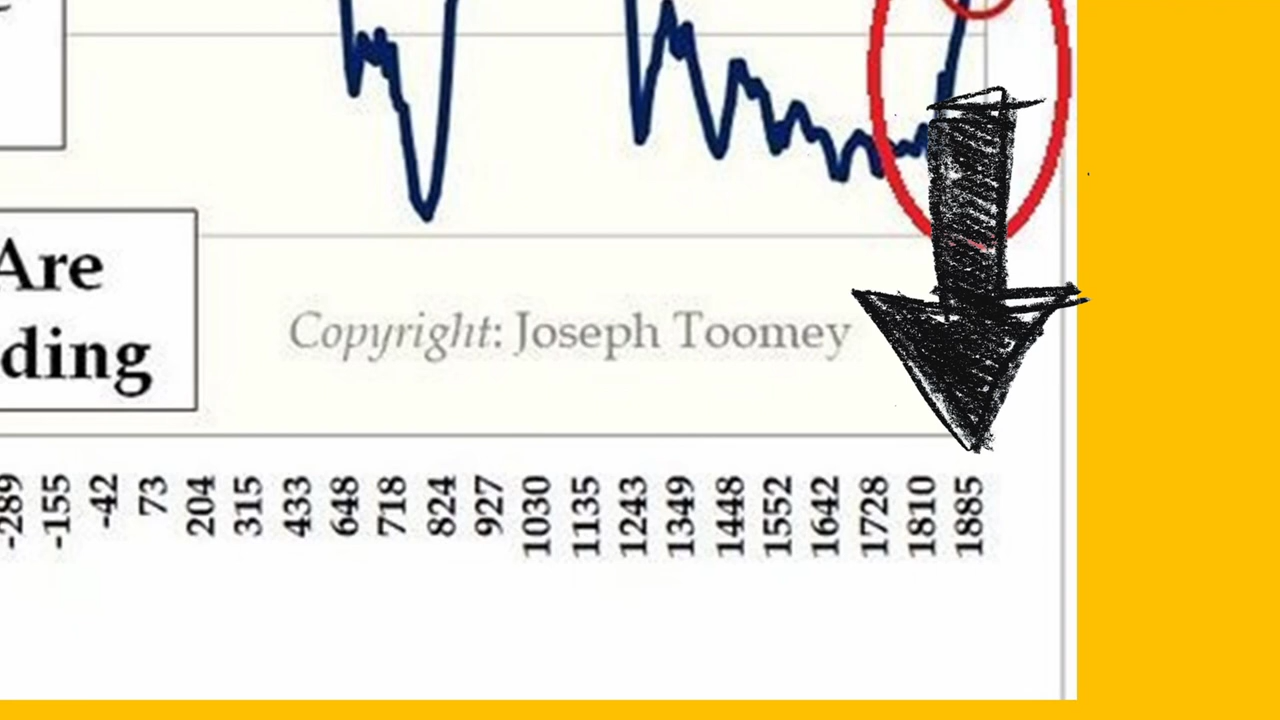 Are
ding
Copyright: Joseph Toomey
-289 -155 -42 73 204 315 433 648 718 824 927 1030 1135 1243 1349 1448 1552 1642 1728 1810 1885